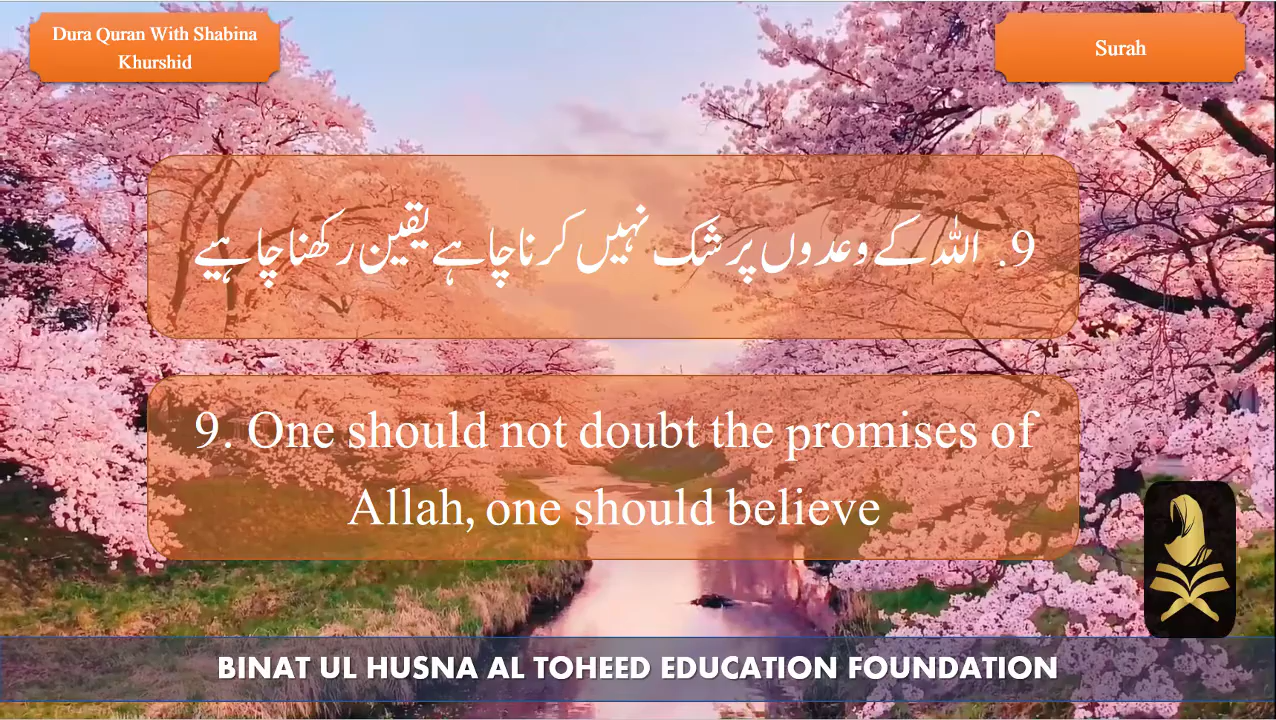 Dura Quran With Shabina
Khurshid
Surah
9. اللہ کے وعدوں پر شک نہیں کرنا چاہے یقین رکھنا چاہیے
9. One should not doubt the promises of
Allah, one should believe
BINAT UL HUSNA AL TOHEED EDUCATION FOUNDATION